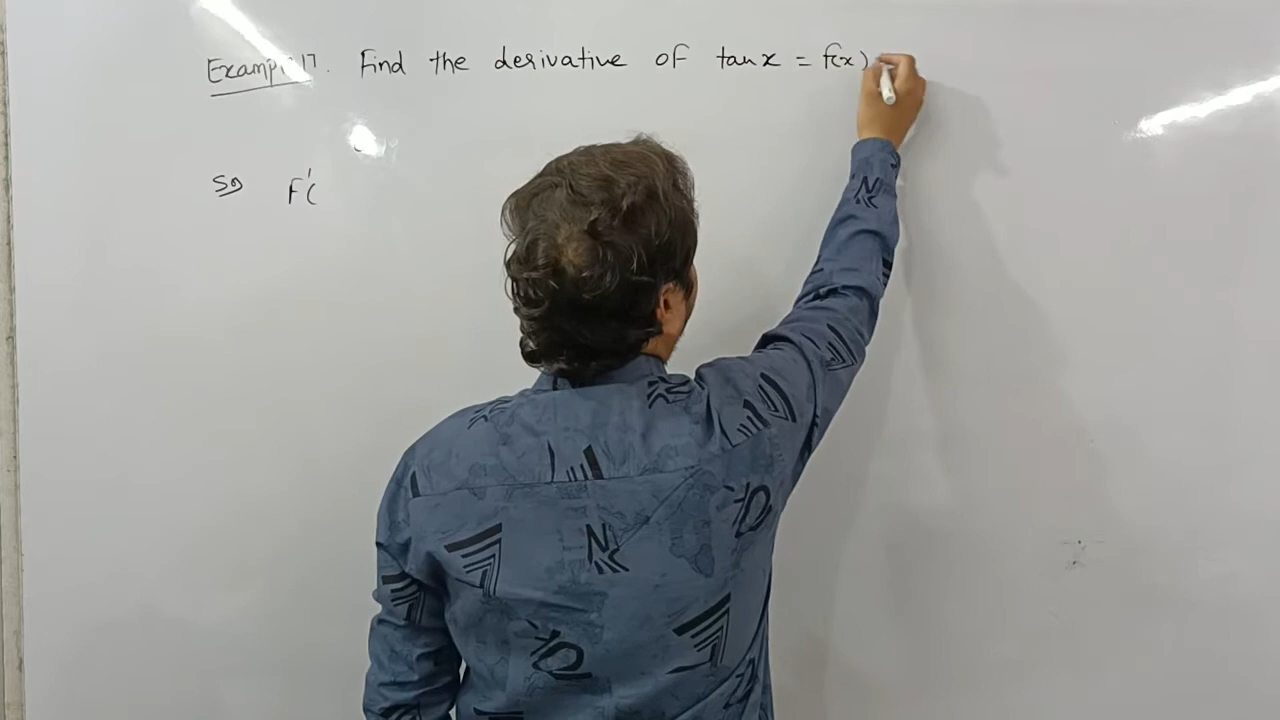 Example 17. Find the derivative of tan x = f(x)
So f'(